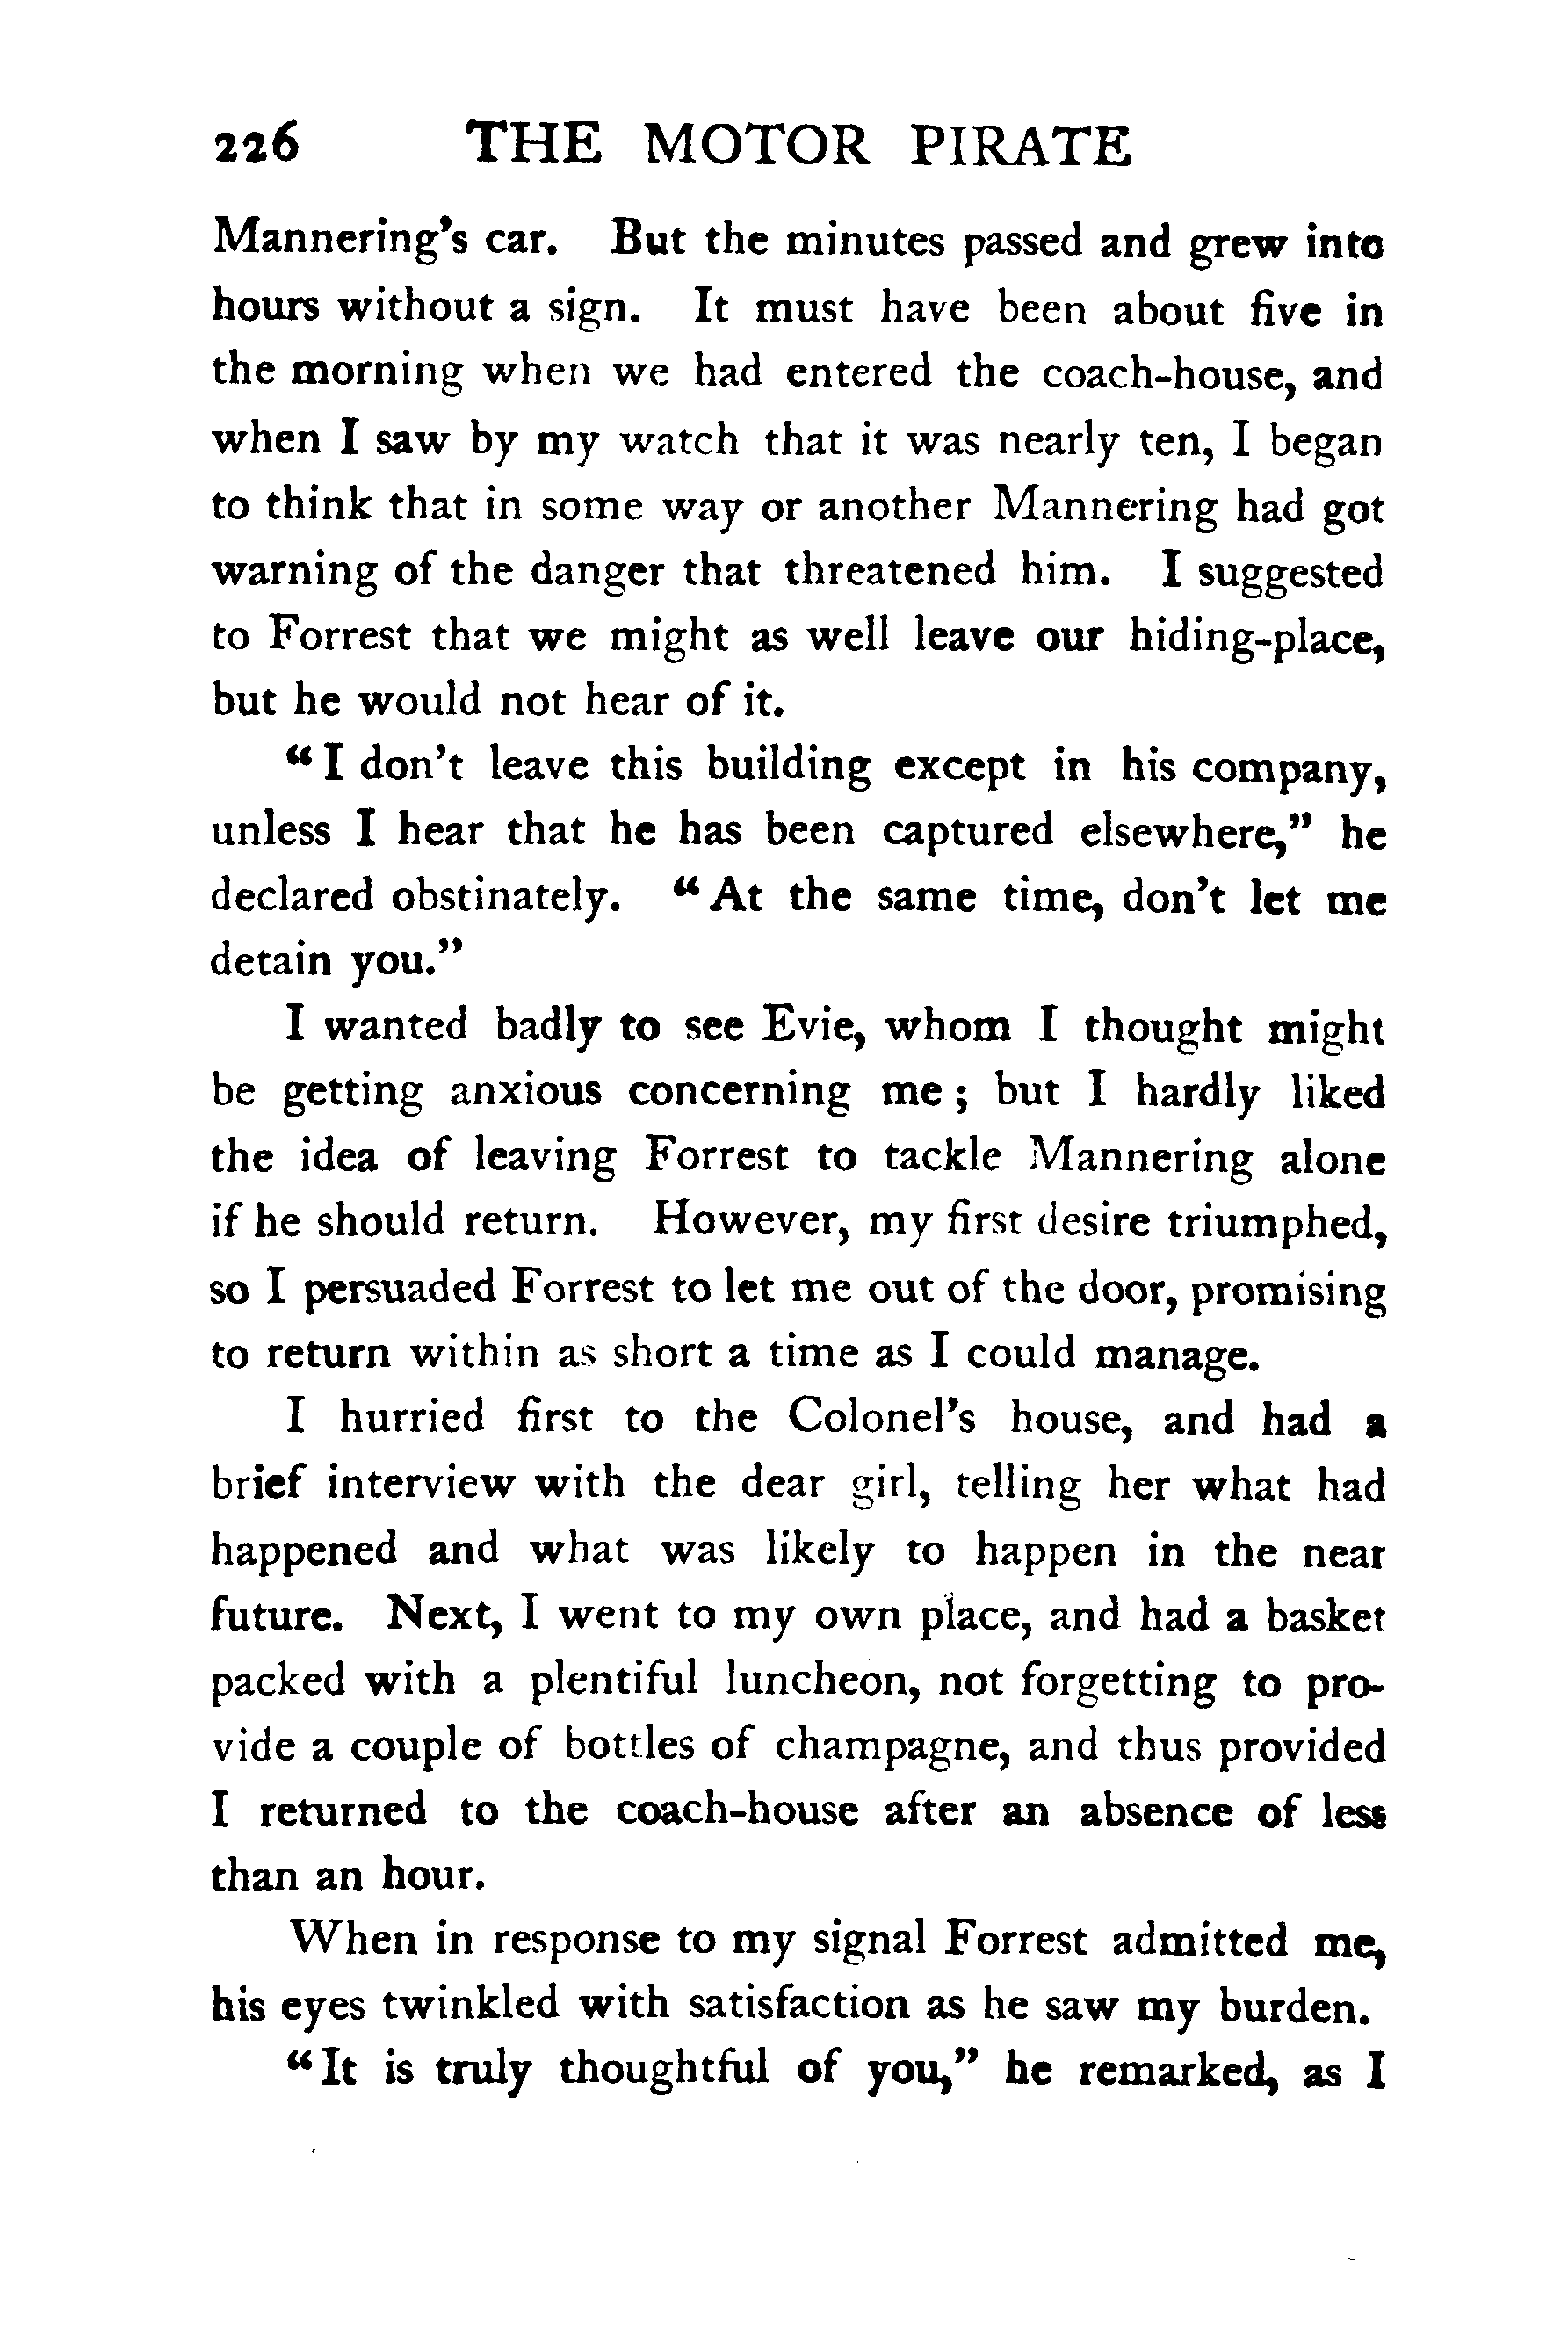 226 THE MOTOR PIRATE
Mannering's car. But the minutes passed and grew into
hours without a sign. It must have been about five in
the morning when we had entered the coach-house, and
when I saw by my watch that it was nearly ten, I began
to think that in some way or another Mannering had got
warning of the danger that threatened him. I suggested
to Forrest that we might as well leave our hiding-place,
but he would not hear of it.
“I don’t leave this building except in his company,
unless I hear that he has been captured elsewhere,” he
declared obstinately. “At the same time, don’t let me
detain you.”
I wanted badly to see Evie, whom I thought might
be getting anxious concerning me; but I hardly liked
the idea of leaving Forrest to tackle Mannering alone
if he should return. However, my first desire triumphed,
so I persuaded Forrest to let me out of the door, promising
to return within as short a time as I could manage.
I hurried first to the Colonel’s house, and had a
brief interview with the dear girl, telling her what had
happened and what was likely to happen in the near
future. Next, I went to my own place, and had a basket
packed with a plentiful luncheon, not forgetting to pro-
vide a couple of bottles of champagne, and thus provided
I returned to the coach-house after an absence of less
than an hour.
When in response to my signal Forrest admitted me,
his eyes twinkled with satisfaction as he saw my burden.
“It is truly thoughtful of you,” he remarked, as I